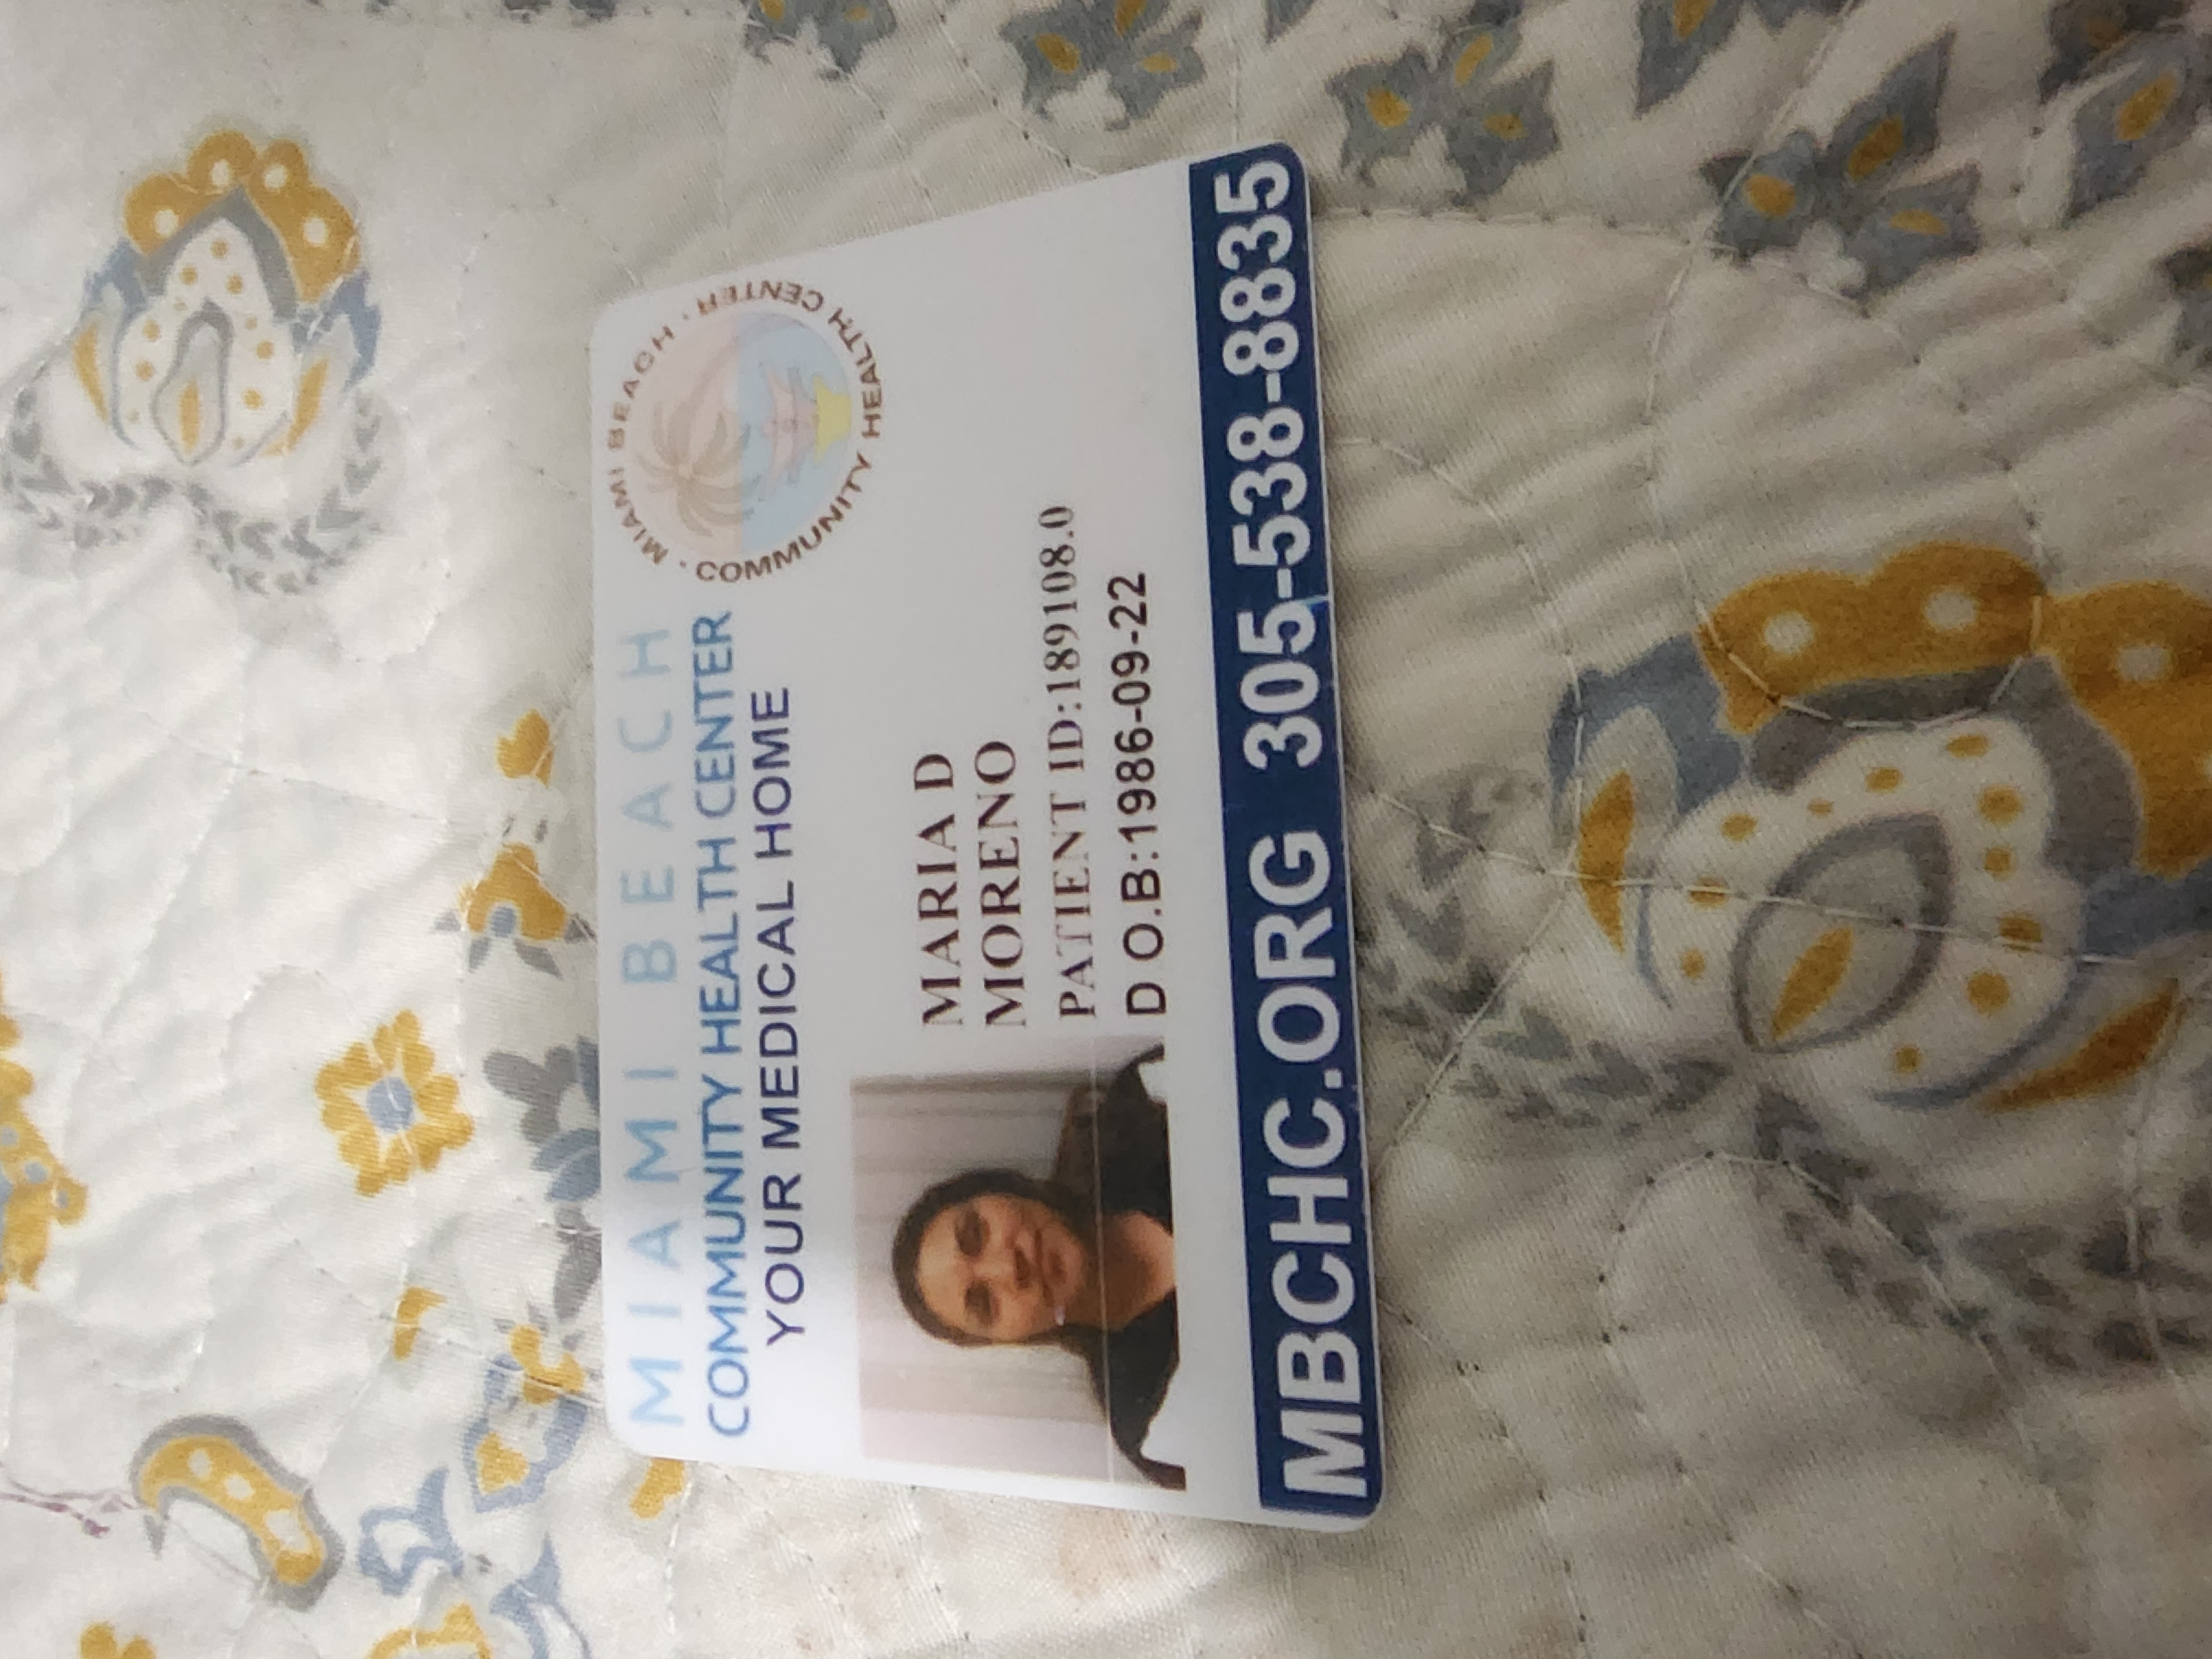 MIAMI BEACH
COMMUNITY HEALTH CENTER
YOUR MEDICAL HOME
MIAMI BEACH · COMMUNITY HEALTH CENTER ·
MARIA D
MORENO
PATIENT ID:189108.0
D O.B:1986-09-22
MBCHC.ORG 305-538-8835